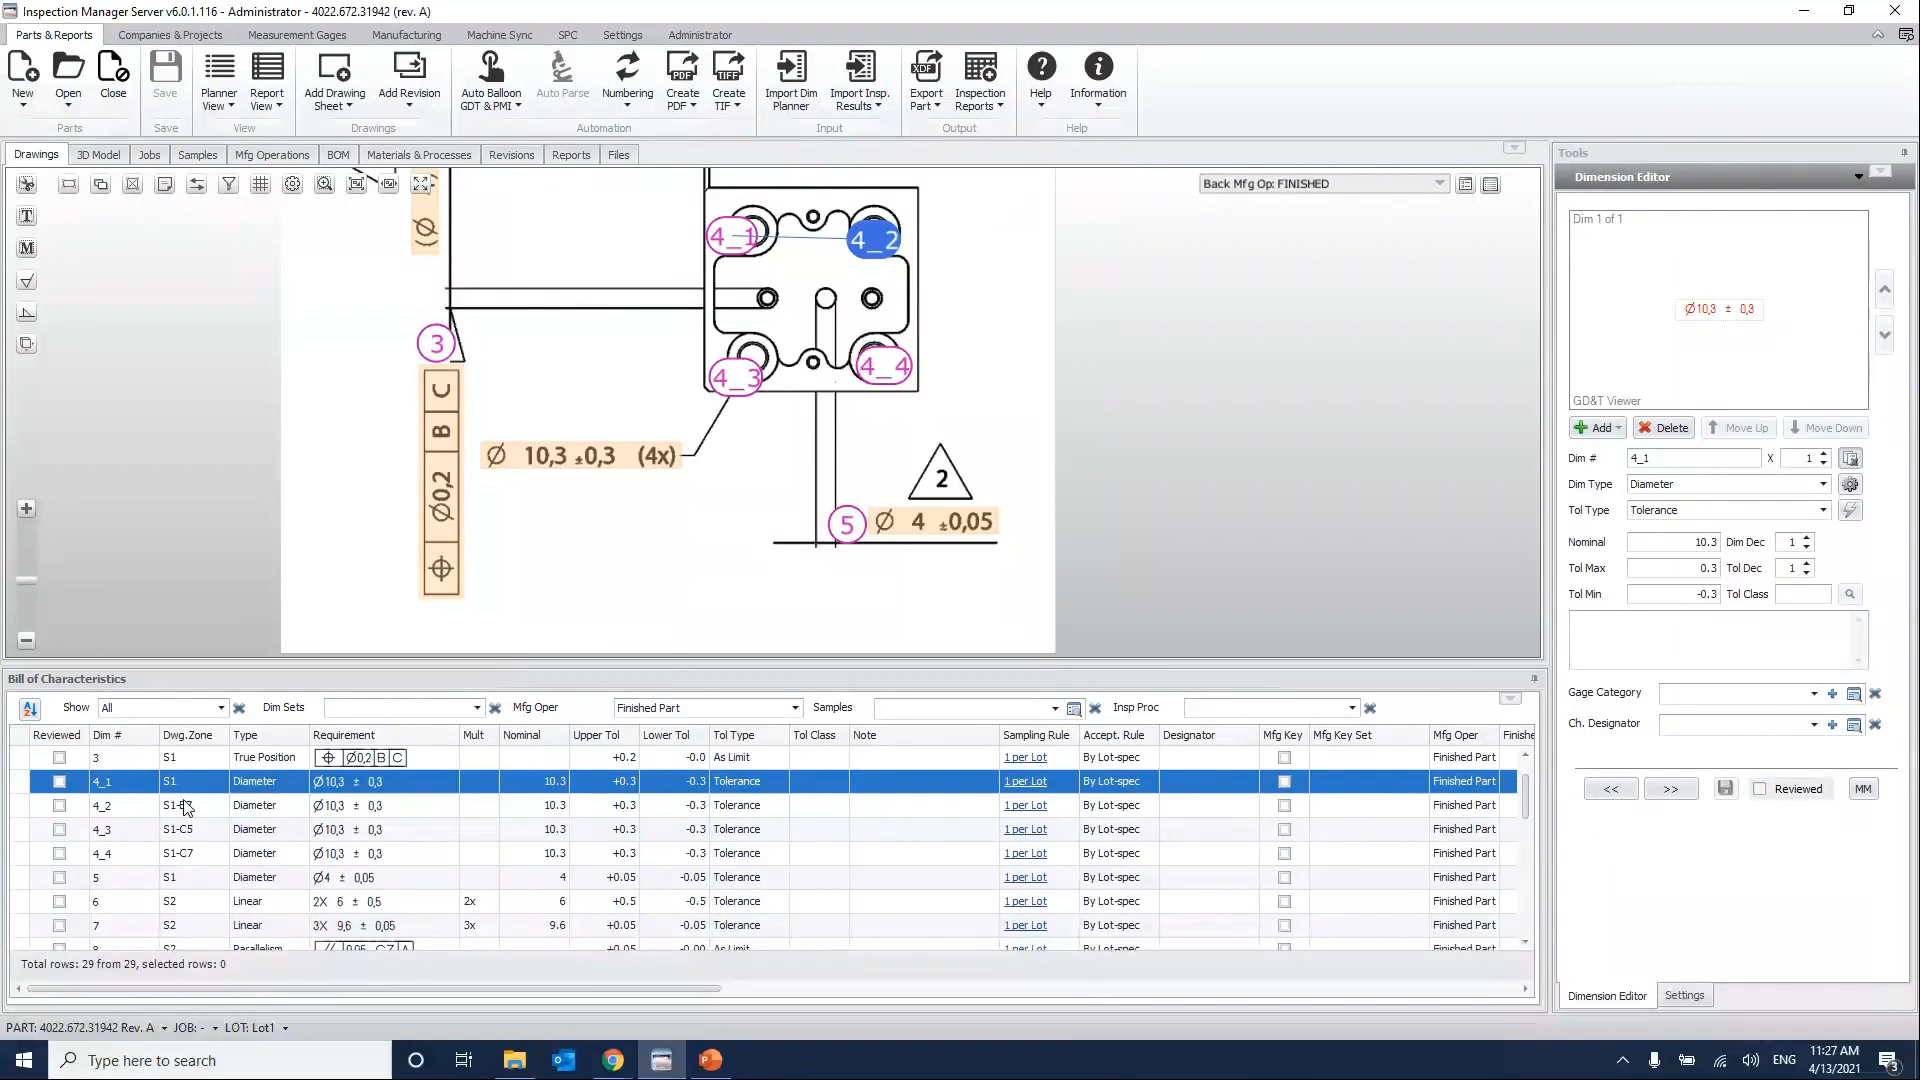 Inspection Manager Server v6.0.1.116 - Administrator - 4022.672.31942 (rev. A)
Parts & Reports Companies & Projects Measurement Gages Manufacturing Machine Sync SPC Settings Administrator
New Open Close Save Planner View Report View Add Drawing Sheet Add Revision Auto Balloon GDT & PMI Auto Parse Numbering Create PDF Create TIF Import Dim Planner Import Insp. Results Export Part Inspection Reports Help Information
Parts Save View Drawings Automation Input Output Help
Drawings 3D Model Jobs Samples Mfg Operations BOM Materials & Processes Revisions Reports Files
Back Mfg Op: FINISHED
T
M
4_1 4_2
3
4_3 4_4
C
B
Ø0,2
Ø 10,3 ±0,3 (4x)
2
5 Ø 4 ±0,05
Tools
Dimension Editor
Dim 1 of 1
Ø10,3 ± 0,3
GD&T Viewer
Add Delete Move Up Move Down
Dim # 4_1 X 1
Dim Type Diameter
Tol Type Tolerance
Nominal 10.3 Dim Dec 1
Tol Max 0.3 Tol Dec 1
Tol Min -0.3 Tol Class
Gage Category
Ch. Designator
<< >> Reviewed MM
Dimension Editor Settings
Bill of Characteristics
Show All Dim Sets Mfg Oper Finished Part Samples Insp Proc
Reviewed Dim # Dwg.Zone Type Requirement Mult Nominal Upper Tol Lower Tol Tol Type Tol Class Note Sampling Rule Accept. Rule Designator Mfg Key Mfg Key Set Mfg Oper Finishe
3 S1 True Position Ø0,2 B C +0.2 -0.0 As Limit 1 per Lot By Lot-spec Finished Part
4_1 S1 Diameter Ø10,3 ± 0,3 10.3 +0.3 -0.3 Tolerance 1 per Lot By Lot-spec Finished Part
4_2 Diameter Ø10,3 ± 0,3 10.3 +0.3 -0.3 Tolerance 1 per Lot By Lot-spec Finished Part
4_3 S1-C5 Diameter Ø10,3 ± 0,3 10.3 +0.3 -0.3 Tolerance 1 per Lot By Lot-spec Finished Part
4_4 S1-C7 Diameter Ø10,3 ± 0,3 10.3 +0.3 -0.3 Tolerance 1 per Lot By Lot-spec Finished Part
5 S1 Diameter Ø4 ± 0,05 4 +0.05 -0.05 Tolerance 1 per Lot By Lot-spec Finished Part
6 S2 Linear 2X 6 ± 0,5 2x 6 +0.5 -0.5 Tolerance 1 per Lot By Lot-spec Finished Part
7 S2 Linear 3X 9,6 ± 0,05 3x 9.6 +0.05 -0.05 Tolerance 1 per Lot By Lot-spec Finished Part
8 S2 Parallelism 0,05 CZ A +0.05 -0.00 As Limit 1 per Lot By Lot-spec Finished Part
Total rows: 29 from 29, selected rows: 0
PART: 4022.672.31942 Rev. A JOB: - LOT: Lot1
Type here to search ENG 11:27 AM
4/13/2021
3